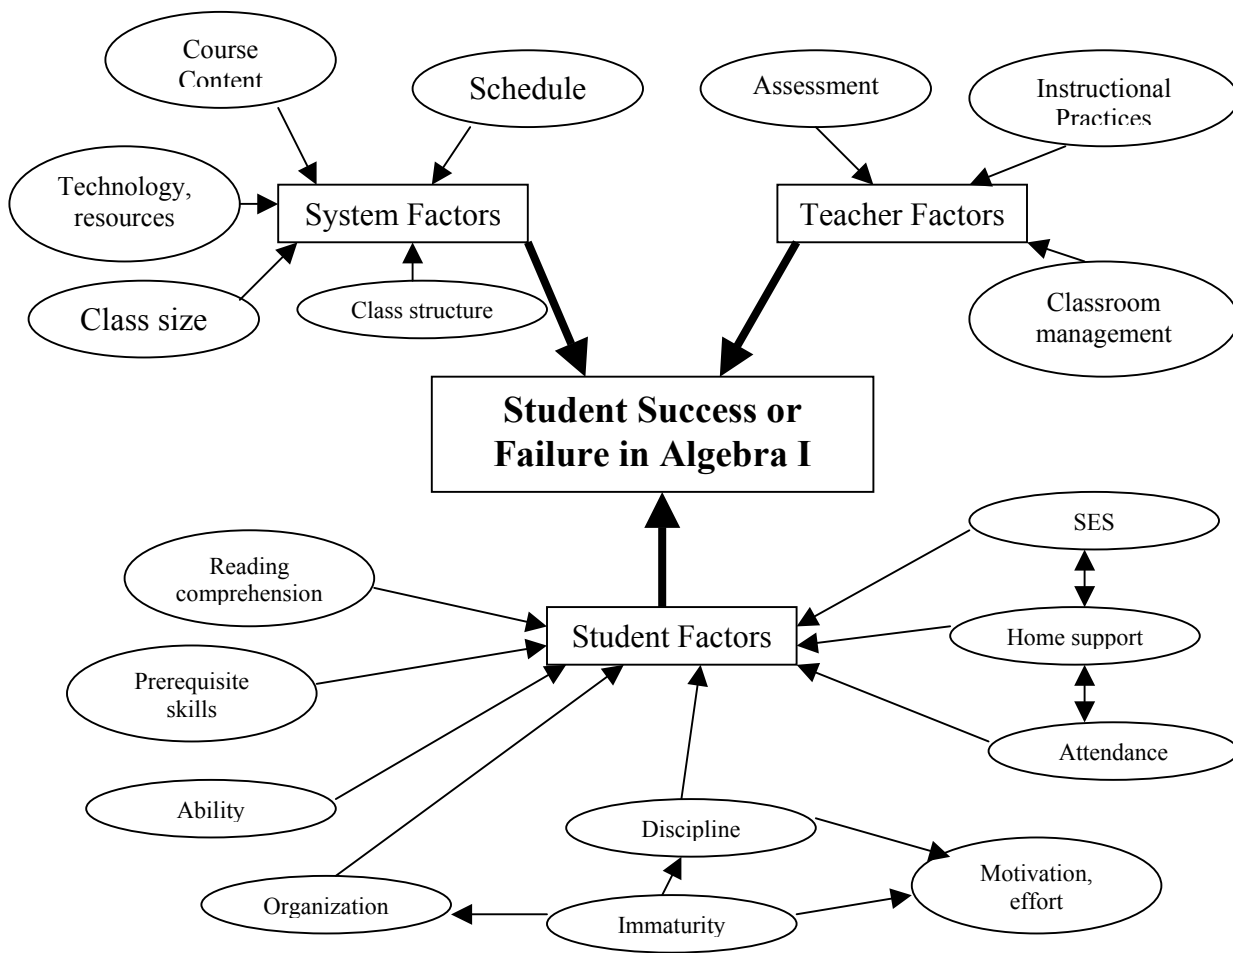 Course
Content
Schedule
Assessment
Instructional
Practices
Technology,
resources
System Factors
Teacher Factors
Class size
Class structure
Classroom
management
Student Success or
Failure in Algebra I
SES
Reading
comprehension
Student Factors
Home support
Prerequisite
skills
Attendance
Ability
Discipline
Motivation,
effort
Organization
Immaturity